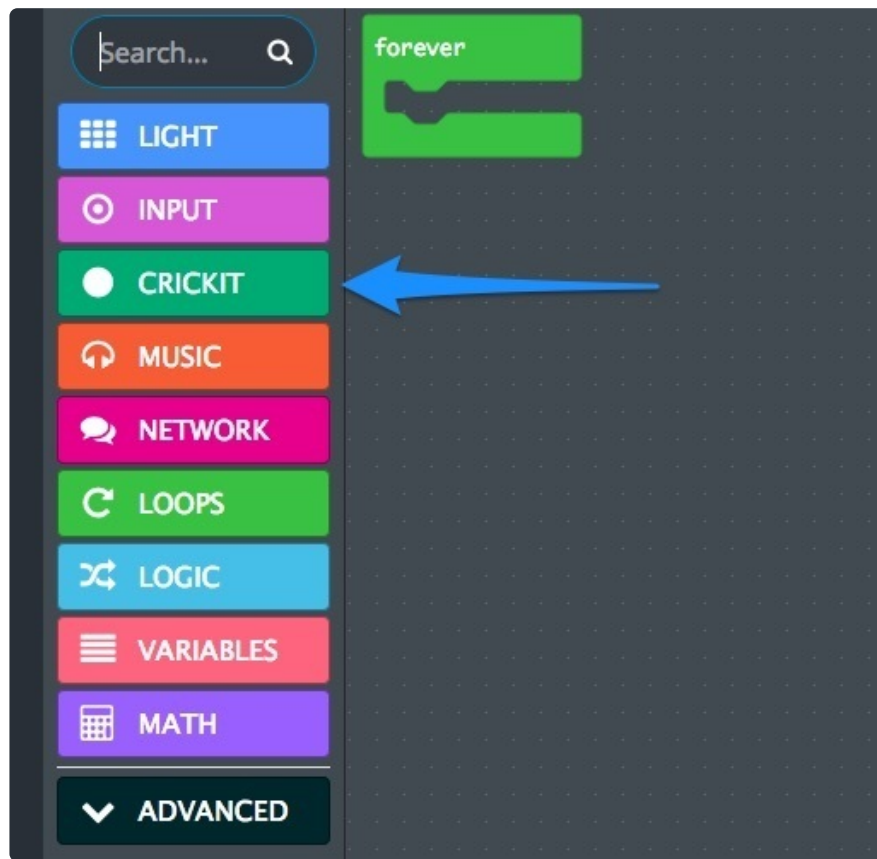 Search...
forever
LIGHT
INPUT
CRICKIT
MUSIC
NETWORK
LOOPS
LOGIC
VARIABLES
MATH
ADVANCED